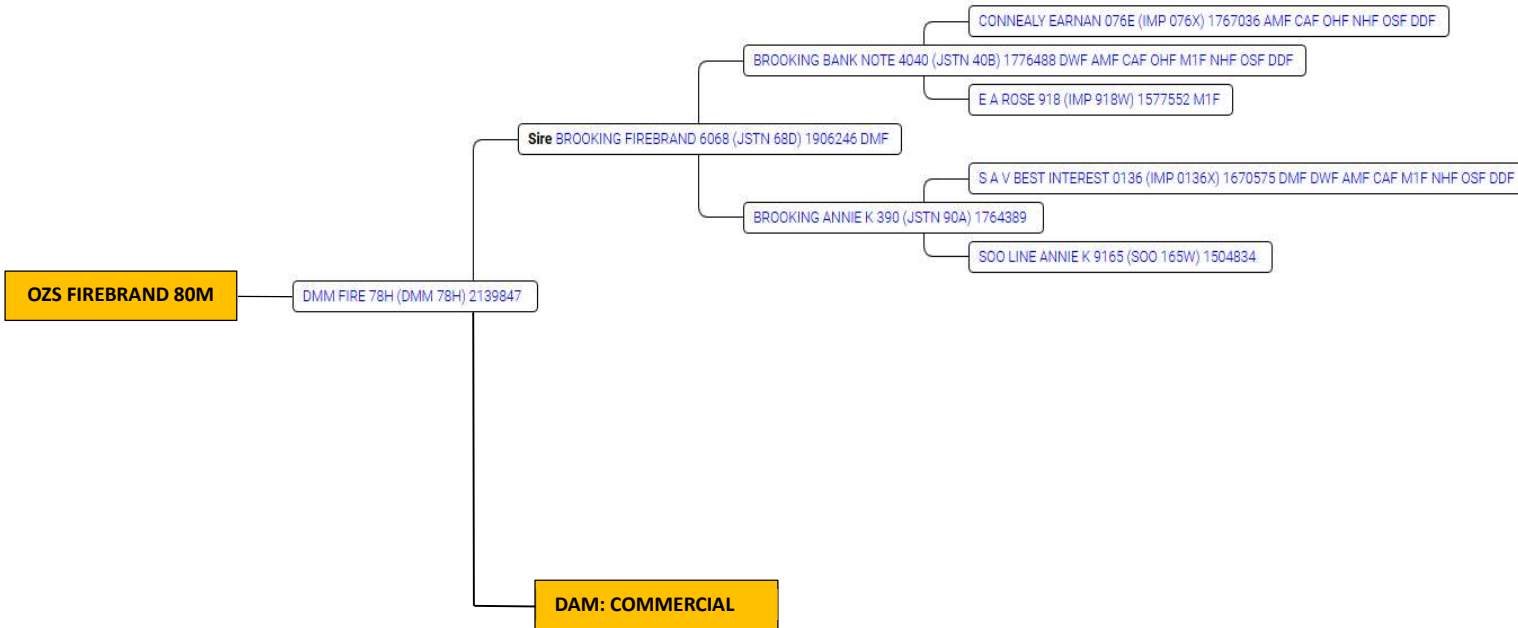 CONNEALY EARNAN 076E (IMP 076X) 1767036 AMF CAF OHF NHF OSF DDF
BROOKING BANK NOTE 4040 (JSTN 40B) 1776488 DWF AMF CAF OHF M1F NHF OSF DDF
E A ROSE 918 (IMP 918W) 1577552 M1F
Sire BROOKING FIREBRAND 6068 (JSTN 68D) 1906246 DMF
S A V BEST INTEREST 0136 (IMP 0136X) 1670575 DMF DWF AMF CAF M1F NHF OSF DDF
BROOKING ANNIE K 390 (JSTN 90A) 1764389
SOO LINE ANNIE K 9165 (SOO 165W) 1504834
OZS FIREBRAND 80M
DMM FIRE 78H (DMM 78H) 2139847
DAM: COMMERCIAL